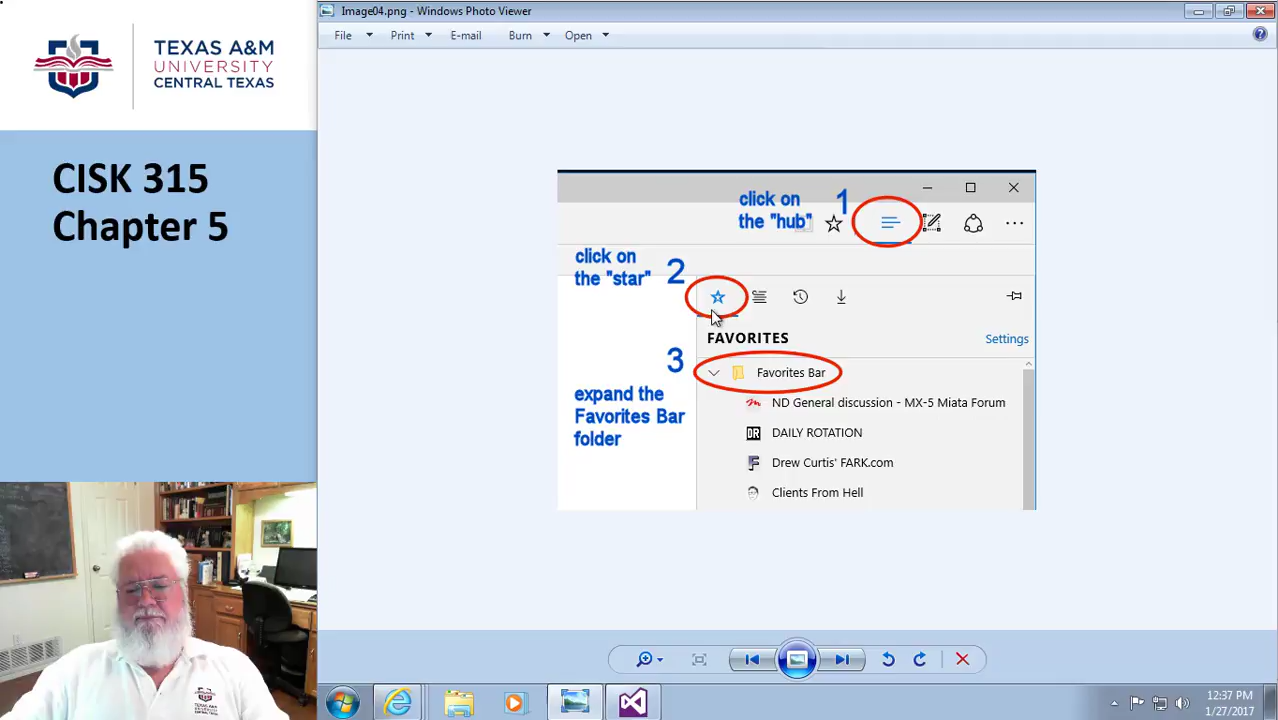 TEXAS A&M
UNIVERSITY
CENTRAL TEXAS
CISK 315
Chapter 5
Image04.png - Windows Photo Viewer
File Print E-mail Burn Open
click on
the "hub"
1
click on
the "star"
2
FAVORITES
Settings
3
Favorites Bar
expand the
Favorites Bar
folder
ND General discussion - MX-5 Miata Forum
DAILY ROTATION
Drew Curtis' FARK.com
Clients From Hell
12:37 PM
1/27/2017